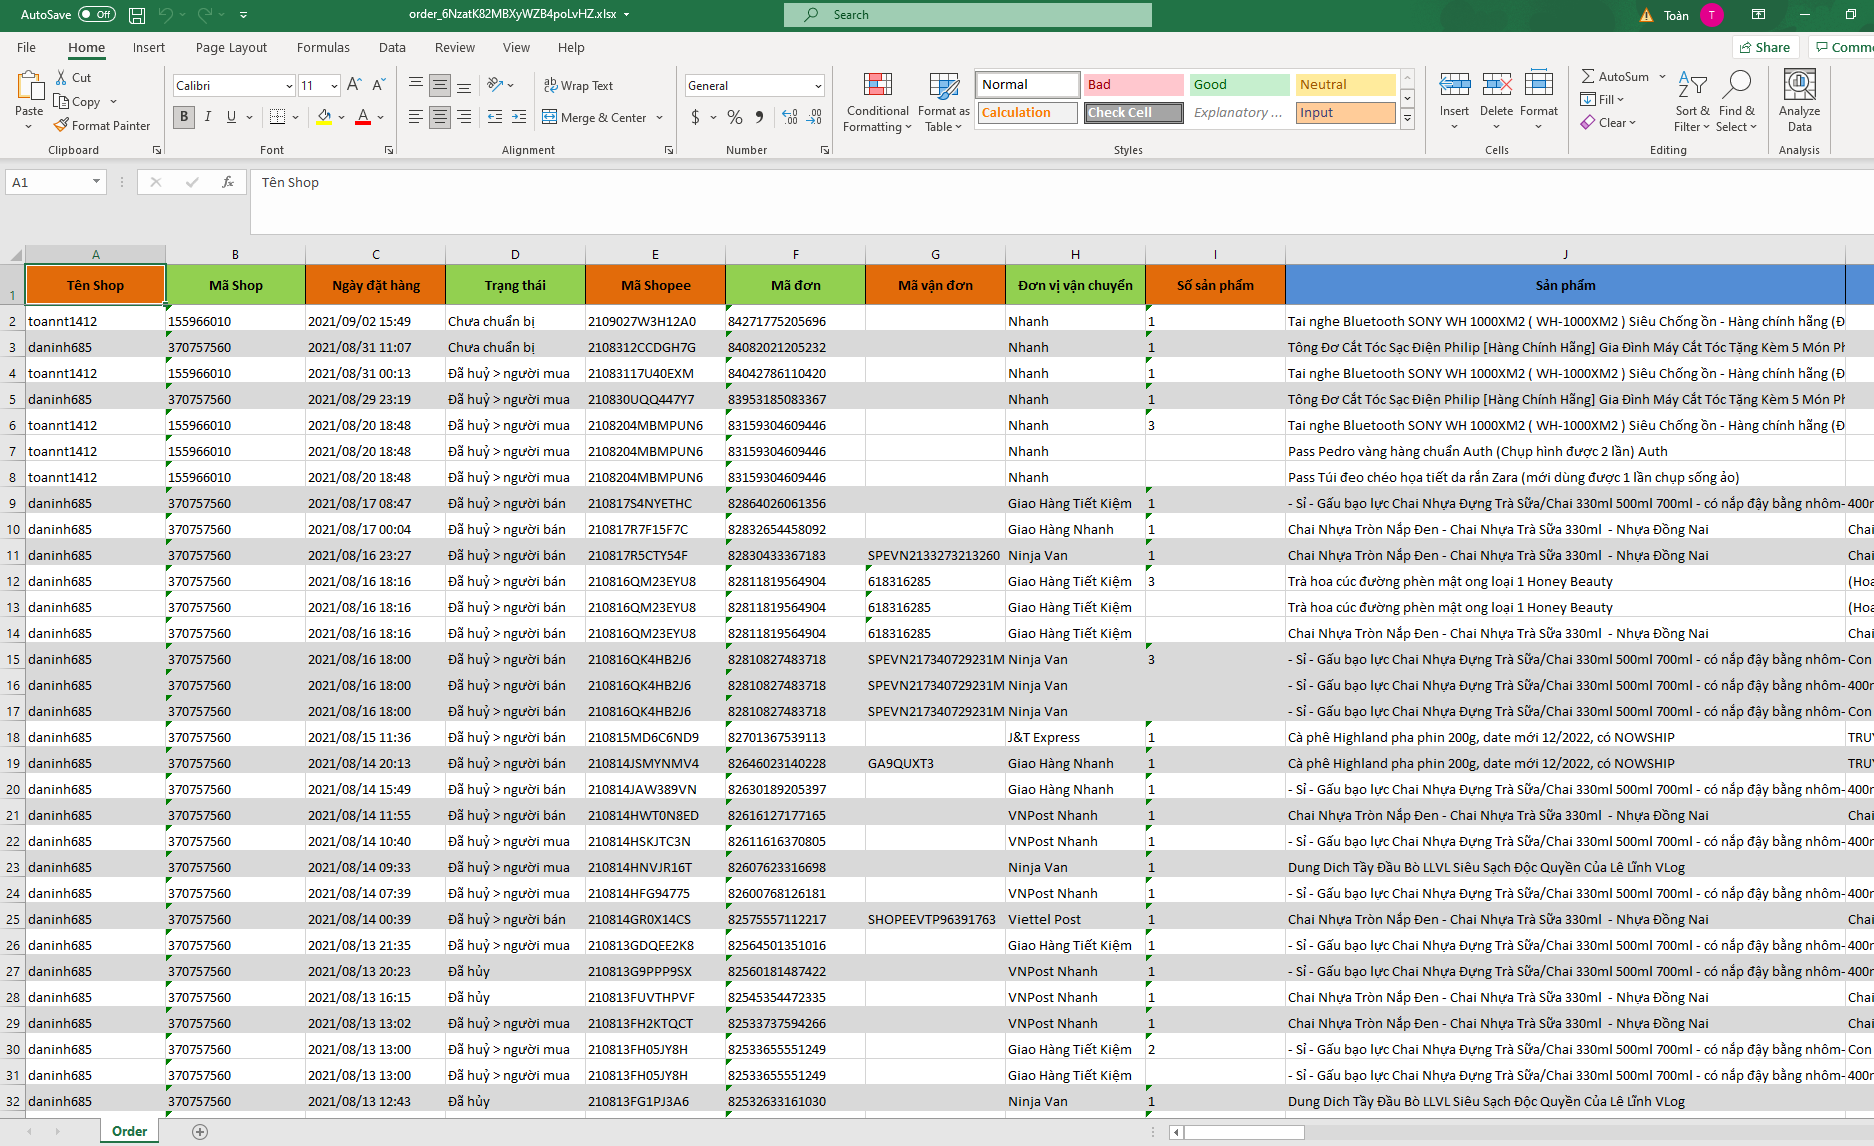 AutoSave Off order_6NzatK82MBXyWZB4poLvHZ.xlsx Search Toàn T
File Home Insert Page Layout Formulas Data Review View Help Share Comme
Paste Cut Copy Format Painter Clipboard
Calibri 11 B I U A A Font
Wrap Text Merge & Center Alignment
General $ % Number
Conditional Formatting Format as Table Normal Bad Good Neutral Calculation Check Cell Explanatory ... Input Styles
Insert Delete Format Cells
AutoSum Fill Clear Sort & Filter Find & Select Editing
Analyze Data Analysis
A1 fx Tên Shop
A B C D E F G H I J
1 Tên Shop Mã Shop Ngày đặt hàng Trạng thái Mã Shopee Mã đơn Mã vận đơn Đơn vị vận chuyển Số sản phẩm Sản phẩm
2 toannt1412 155966010 2021/09/02 15:49 Chưa chuẩn bị 2109027W3H12A0 84271775205696 Nhanh 1 Tai nghe Bluetooth SONY WH 1000XM2 ( WH-1000XM2 ) Siêu Chống ồn - Hàng chính hãng (Đ
3 daninh685 370757560 2021/08/31 11:07 Chưa chuẩn bị 2108312CCDGH7G 84082021205232 Nhanh 1 Tông Đơ Cắt Tóc Sạc Điện Philip [Hàng Chính Hãng] Gia Đình Máy Cắt Tóc Tặng Kèm 5 Món Ph
4 toannt1412 155966010 2021/08/31 00:13 Đã huỷ > người mua 21083117U40EXM 84042786110420 Nhanh 1 Tai nghe Bluetooth SONY WH 1000XM2 ( WH-1000XM2 ) Siêu Chống ồn - Hàng chính hãng (Đ
5 daninh685 370757560 2021/08/29 23:19 Đã huỷ > người mua 210830UQQ447Y7 83953185083367 Nhanh 1 Tông Đơ Cắt Tóc Sạc Điện Philip [Hàng Chính Hãng] Gia Đình Máy Cắt Tóc Tặng Kèm 5 Món Ph
6 toannt1412 155966010 2021/08/20 18:48 Đã huỷ > người mua 2108204MBMPUN6 83159304609446 Nhanh 3 Tai nghe Bluetooth SONY WH 1000XM2 ( WH-1000XM2 ) Siêu Chống ồn - Hàng chính hãng (Đ
7 toannt1412 155966010 2021/08/20 18:48 Đã huỷ > người mua 2108204MBMPUN6 83159304609446 Nhanh Pass Pedro vàng hàng chuẩn Auth (Chụp hình được 2 lần) Auth
8 toannt1412 155966010 2021/08/20 18:48 Đã huỷ > người mua 2108204MBMPUN6 83159304609446 Nhanh Pass Túi đeo chéo họa tiết da rắn Zara (mới dùng được 1 lần chụp sống ảo)
9 daninh685 370757560 2021/08/17 08:47 Đã huỷ > người bán 210817S4NYETHC 82864026061356 Giao Hàng Tiết Kiệm 1 - Sỉ - Gấu bạo lực Chai Nhựa Đựng Trà Sữa/Chai 330ml 500ml 700ml - có nắp đậy bằng nhôm- 400m
10 daninh685 370757560 2021/08/17 00:04 Đã huỷ > người bán 210817R7F15F7C 82832654458092 Giao Hàng Nhanh 1 Chai Nhựa Tròn Nắp Đen - Chai Nhựa Trà Sữa 330ml - Nhựa Đồng Nai Chai
11 daninh685 370757560 2021/08/16 23:27 Đã huỷ > người bán 210817R5CTY54F 82830433367183 SPEVN2133273213260 Ninja Van 1 Chai Nhựa Tròn Nắp Đen - Chai Nhựa Trà Sữa 330ml - Nhựa Đồng Nai Chai
12 daninh685 370757560 2021/08/16 18:16 Đã huỷ > người bán 210816QM23EYU8 82811819564904 618316285 Giao Hàng Tiết Kiệm 3 Trà hoa cúc đường phèn mật ong loại 1 Honey Beauty (Hoa
13 daninh685 370757560 2021/08/16 18:16 Đã huỷ > người bán 210816QM23EYU8 82811819564904 618316285 Giao Hàng Tiết Kiệm Trà hoa cúc đường phèn mật ong loại 1 Honey Beauty (Hoa
14 daninh685 370757560 2021/08/16 18:16 Đã huỷ > người bán 210816QM23EYU8 82811819564904 618316285 Giao Hàng Tiết Kiệm Chai Nhựa Tròn Nắp Đen - Chai Nhựa Trà Sữa 330ml - Nhựa Đồng Nai Chai
15 daninh685 370757560 2021/08/16 18:00 Đã huỷ > người bán 210816QK4HB2J6 82810827483718 SPEVN217340729231M Ninja Van 3 - Sỉ - Gấu bạo lực Chai Nhựa Đựng Trà Sữa/Chai 330ml 500ml 700ml - có nắp đậy bằng nhôm- Con
16 daninh685 370757560 2021/08/16 18:00 Đã huỷ > người bán 210816QK4HB2J6 82810827483718 SPEVN217340729231M Ninja Van - Sỉ - Gấu bạo lực Chai Nhựa Đựng Trà Sữa/Chai 330ml 500ml 700ml - có nắp đậy bằng nhôm- 400m
17 daninh685 370757560 2021/08/16 18:00 Đã huỷ > người bán 210816QK4HB2J6 82810827483718 SPEVN217340729231M Ninja Van - Sỉ - Gấu bạo lực Chai Nhựa Đựng Trà Sữa/Chai 330ml 500ml 700ml - có nắp đậy bằng nhôm- Con
18 daninh685 370757560 2021/08/15 11:36 Đã huỷ > người bán 210815MD6C6ND9 82701367539113 J&T Express 1 Cà phê Highland pha phin 200g, date mới 12/2022, có NOWSHIP TRUY
19 daninh685 370757560 2021/08/14 20:13 Đã huỷ > người bán 210814JSMYNMV4 82646023140228 GA9QUXT3 Giao Hàng Nhanh 1 Cà phê Highland pha phin 200g, date mới 12/2022, có NOWSHIP TRUY
20 daninh685 370757560 2021/08/14 15:49 Đã huỷ > người bán 210814JAW389VN 82630189205397 Giao Hàng Nhanh 1 - Sỉ - Gấu bạo lực Chai Nhựa Đựng Trà Sữa/Chai 330ml 500ml 700ml - có nắp đậy bằng nhôm- 400m
21 daninh685 370757560 2021/08/14 11:55 Đã huỷ > người bán 210814HWT0N8ED 82616127177165 VNPost Nhanh 1 Chai Nhựa Tròn Nắp Đen - Chai Nhựa Trà Sữa 330ml - Nhựa Đồng Nai Chai
22 daninh685 370757560 2021/08/14 10:40 Đã huỷ > người mua 210814HSKJTC3N 82611616370805 VNPost Nhanh 1 - Sỉ - Gấu bạo lực Chai Nhựa Đựng Trà Sữa/Chai 330ml 500ml 700ml - có nắp đậy bằng nhôm- 400m
23 daninh685 370757560 2021/08/14 09:33 Đã huỷ > người mua 210814HNVJR16T 82607623316698 Ninja Van 1 Dung Dich Tầy Đầu Bò LLVL Siêu Sạch Độc Quyền Của Lê Lĩnh VLog
24 daninh685 370757560 2021/08/14 07:39 Đã huỷ > người mua 210814HFG94775 82600768126181 VNPost Nhanh 1 - Sỉ - Gấu bạo lực Chai Nhựa Đựng Trà Sữa/Chai 330ml 500ml 700ml - có nắp đậy bằng nhôm- 400m
25 daninh685 370757560 2021/08/14 00:39 Đã huỷ > người bán 210814GR0X14CS 82575557112217 SHOPEEVTP96391763 Viettel Post 1 Chai Nhựa Tròn Nắp Đen - Chai Nhựa Trà Sữa 330ml - Nhựa Đồng Nai Chai
26 daninh685 370757560 2021/08/13 21:35 Đã huỷ > người mua 210813GDQEE2K8 82564501351016 Giao Hàng Tiết Kiệm 1 - Sỉ - Gấu bạo lực Chai Nhựa Đựng Trà Sữa/Chai 330ml 500ml 700ml - có nắp đậy bằng nhôm- 400m
27 daninh685 370757560 2021/08/13 20:23 Đã hủy 210813G9PPP9SX 82560181487422 VNPost Nhanh 1 - Sỉ - Gấu bạo lực Chai Nhựa Đựng Trà Sữa/Chai 330ml 500ml 700ml - có nắp đậy bằng nhôm- 400m
28 daninh685 370757560 2021/08/13 16:15 Đã hủy 210813FUVTHPVF 82545354472335 VNPost Nhanh 1 Chai Nhựa Tròn Nắp Đen - Chai Nhựa Trà Sữa 330ml - Nhựa Đồng Nai Chai
29 daninh685 370757560 2021/08/13 13:02 Đã huỷ > người mua 210813FH2KTQCT 82533737594266 VNPost Nhanh 1 Chai Nhựa Tròn Nắp Đen - Chai Nhựa Trà Sữa 330ml - Nhựa Đồng Nai Chai
30 daninh685 370757560 2021/08/13 13:00 Đã huỷ > người mua 210813FH05JY8H 82533655551249 Giao Hàng Tiết Kiệm 2 - Sỉ - Gấu bạo lực Chai Nhựa Đựng Trà Sữa/Chai 330ml 500ml 700ml - có nắp đậy bằng nhôm- Con
31 daninh685 370757560 2021/08/13 13:00 Đã huỷ > người mua 210813FH05JY8H 82533655551249 Giao Hàng Tiết Kiệm - Sỉ - Gấu bạo lực Chai Nhựa Đựng Trà Sữa/Chai 330ml 500ml 700ml - có nắp đậy bằng nhôm- 400m
32 daninh685 370757560 2021/08/13 12:43 Đã hủy 210813FG1PJ3A6 82532633161030 Ninja Van 1 Dung Dich Tầy Đầu Bò LLVL Siêu Sạch Độc Quyền Của Lê Lĩnh VLog
Order